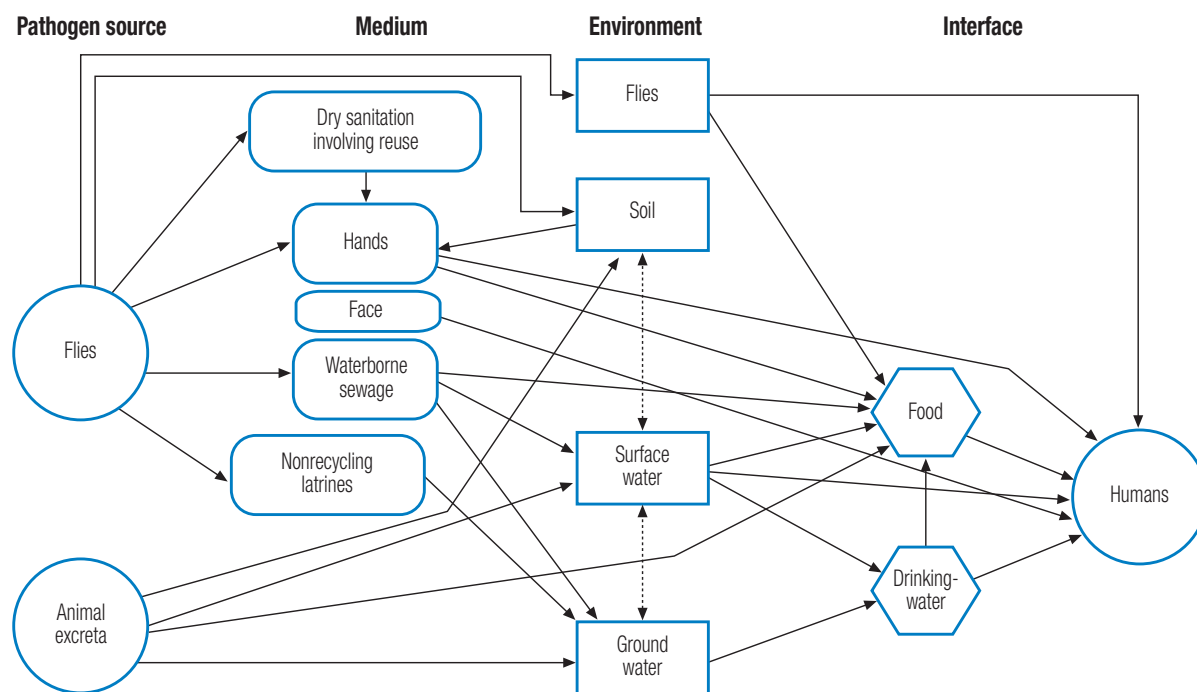 Pathogen source
Medium
Environment
Interface
Flies
Dry sanitation
involving reuse
Soil
Hands
Face
Flies
Waterborne
sewage
Food
Nonrecycling
latrines
Surface
water
Humans
Drinking-
water
Animal
excreta
Ground
water